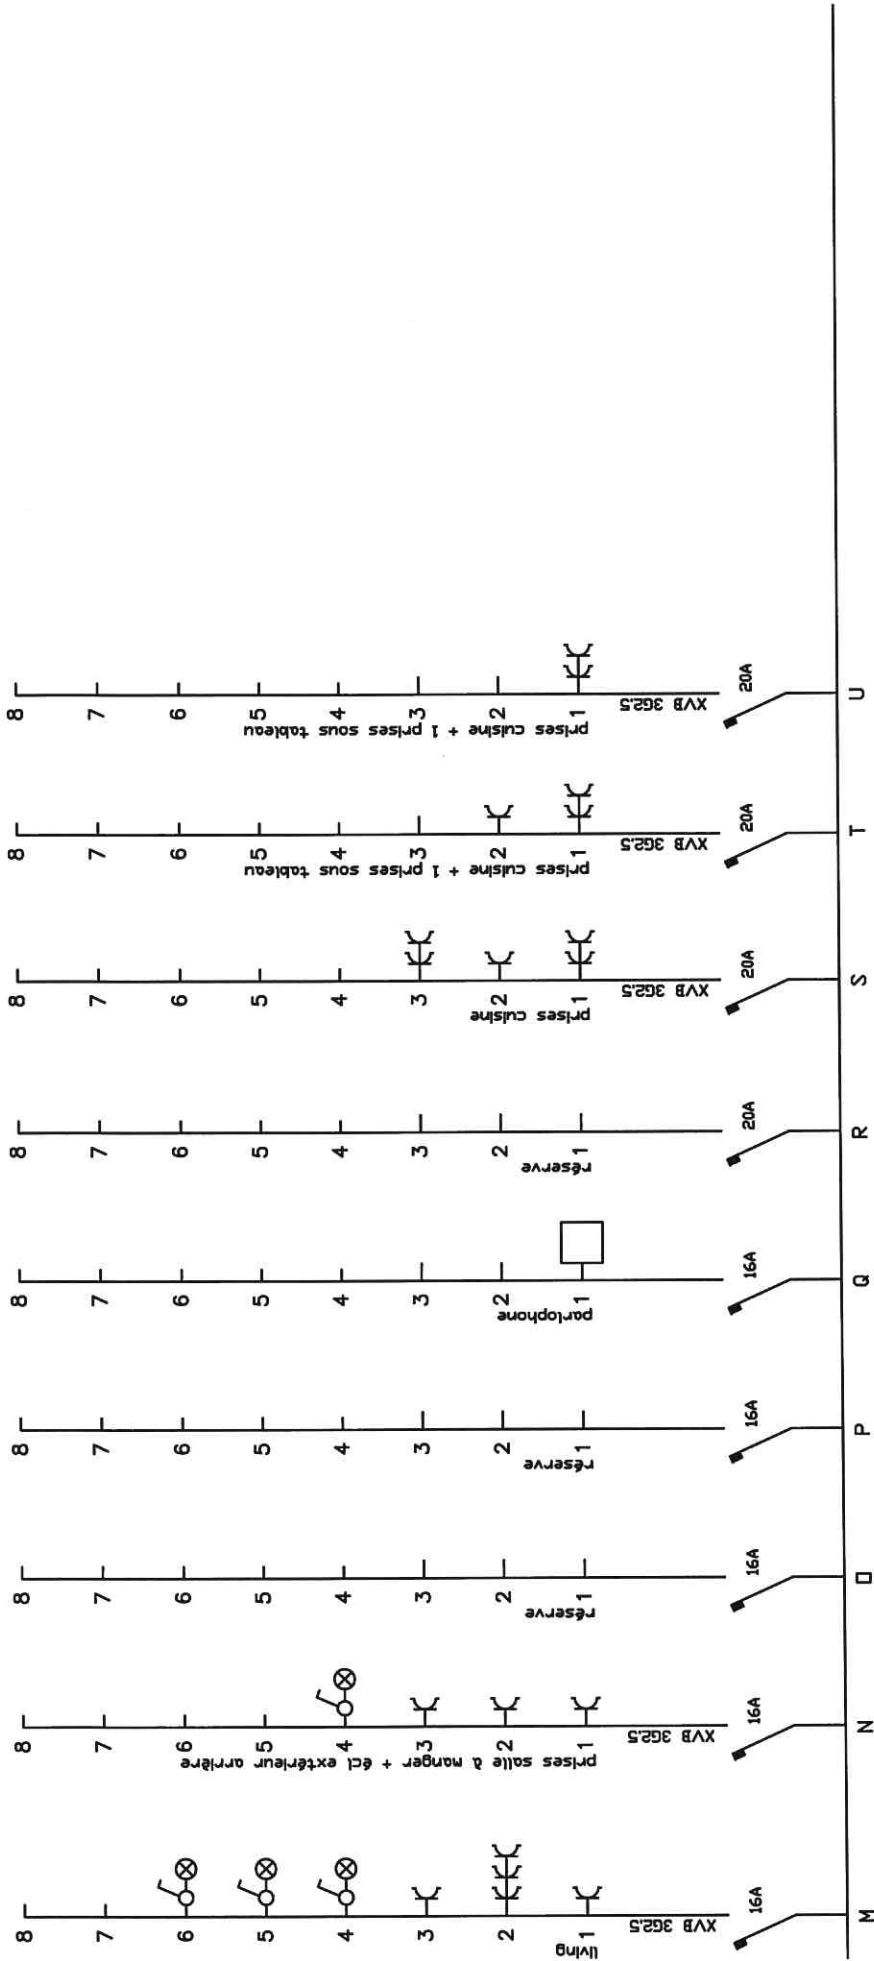 8
7
6
5
4
3
2
1
prises cuisine + 1 prises sous tableau
XVB 3G2.5
20A
U
8
7
6
5
4
3
2
1
prises cuisine + 1 prises sous tableau
XVB 3G2.5
20A
T
8
7
6
5
4
3
2
1
prises cuisine
XVB 3G2.5
20A
S
8
7
6
5
4
3
2
1
réserve
20A
R
8
7
6
5
4
3
2
1
parlophone
16A
Q
8
7
6
5
4
3
2
1
réserve
16A
P
8
7
6
5
4
3
2
1
réserve
16A
O
8
7
6
5
4
3
2
1
prises salle à manger + écl extérieur arrière
XVB 3G2.5
16A
N
8
7
6
5
4
3
2
1
living
XVB 3G2.5
16A
M